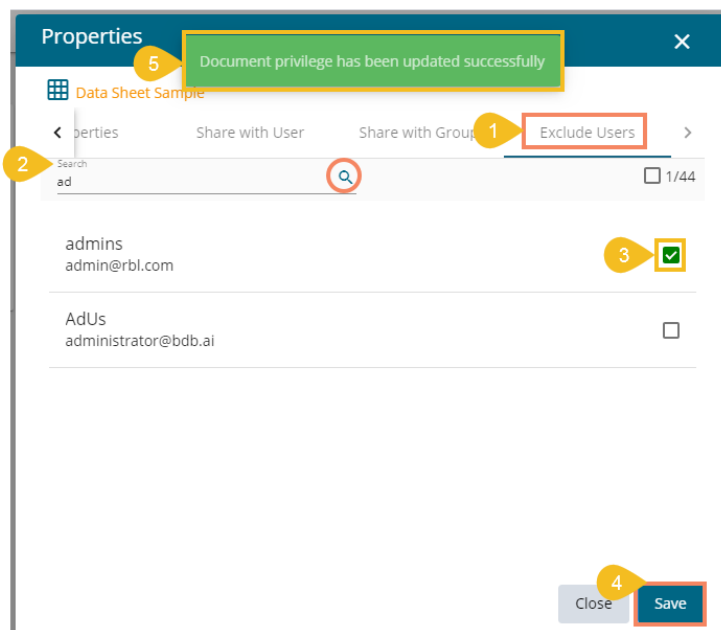 Properties
5
Document privilege has been updated successfully
Data Sheet Sample
perties
Share with User
Share with Group
1
Exclude Users
2
Search
ad
1/44
admins
admin@rbl.com
3
AdUs
administrator@bdb.ai
4
Close
Save